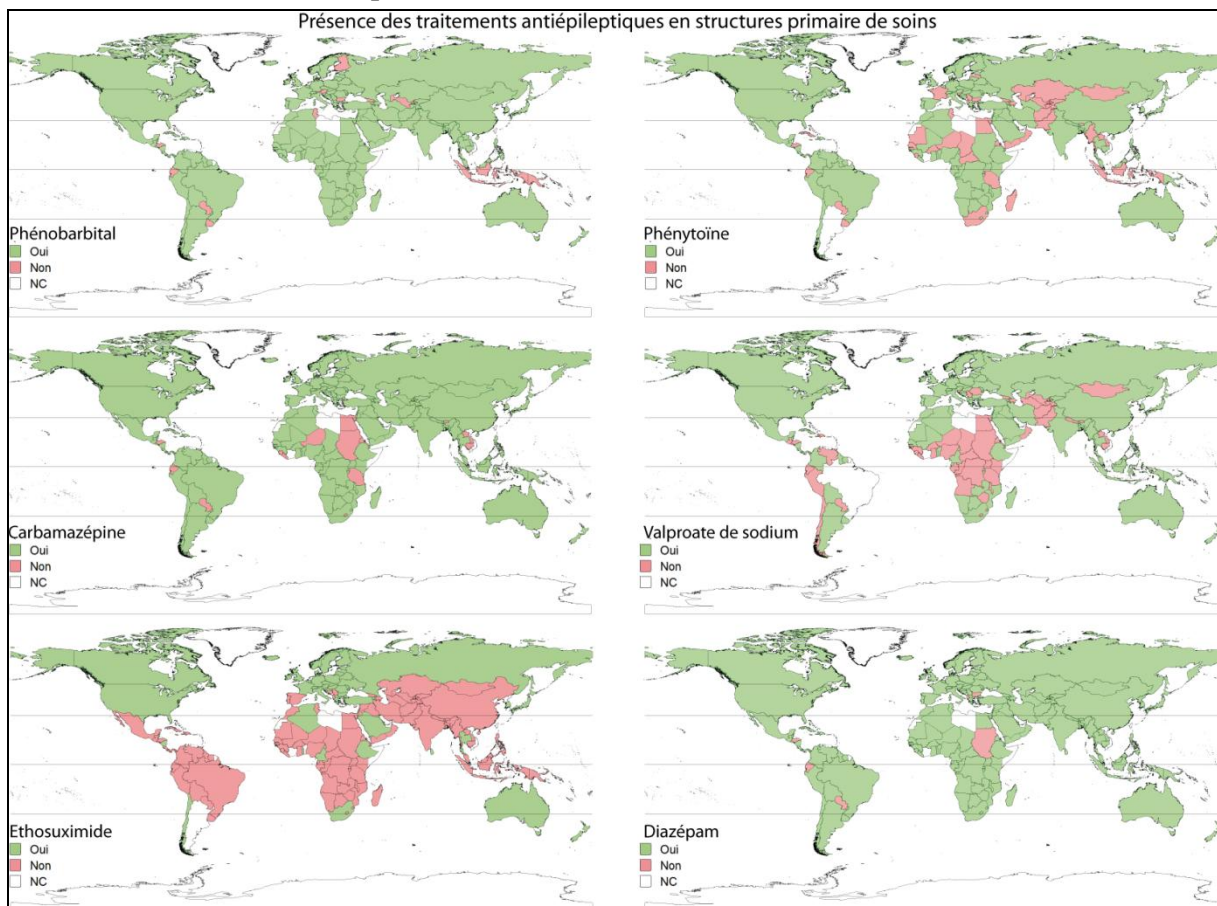 Présence des traitements antiépileptiques en structures primaire de soins
Phénobarbital
Oui
Non
NC
Phénytoïne
Oui
Non
NC
Carbamazépine
Oui
Non
NC
Valproate de sodium
Oui
Non
NC
Ethosuximide
Oui
Non
NC
Diazépam
Oui
Non
NC